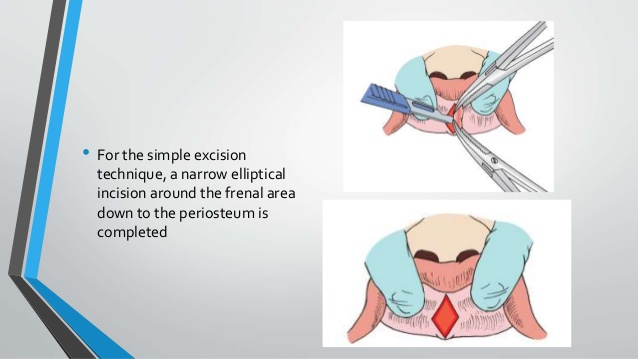 For the simple excision
technique, a narrow elliptical
incision around the frenal area
down to the periosteum is
completed